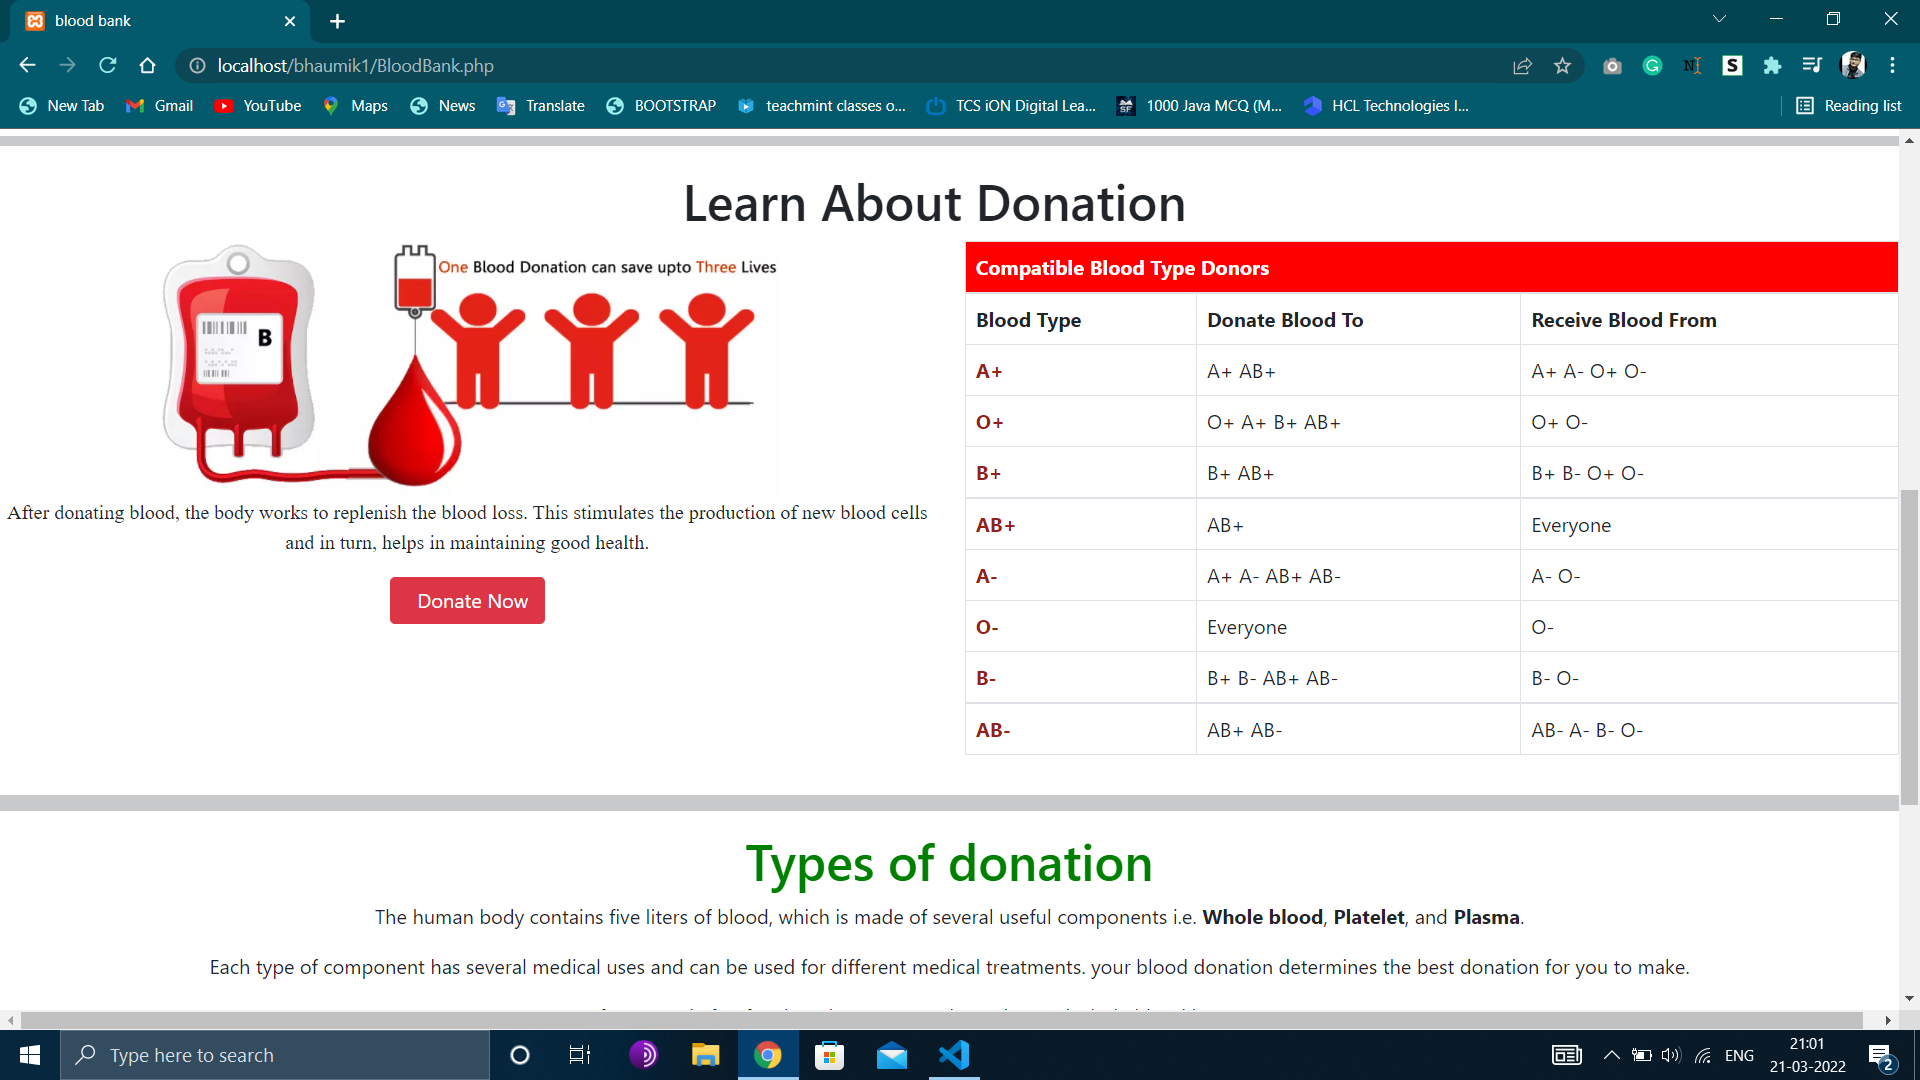 blood bank
localhost/bhaumik1/BloodBank.php
New Tab Gmail YouTube Maps News Translate BOOTSTRAP teachmint classes o... TCS iON Digital Lea... 1000 Java MCQ (M... HCL Technologies I... Reading list
Learn About Donation
One Blood Donation can save upto Three Lives
B
After donating blood, the body works to replenish the blood loss. This stimulates the production of new blood cells
and in turn, helps in maintaining good health.
Donate Now
Compatible Blood Type Donors
Blood Type Donate Blood To Receive Blood From
A+ A+ AB+ A+ A- O+ O-
O+ O+ A+ B+ AB+ O+ O-
B+ B+ AB+ B+ B- O+ O-
AB+ AB+ Everyone
A- A+ A- AB+ AB- A- O-
O- Everyone O-
B- B+ B- AB+ AB- B- O-
AB- AB+ AB- AB- A- B- O-
Types of donation
The human body contains five liters of blood, which is made of several useful components i.e. Whole blood, Platelet, and Plasma.
Each type of component has several medical uses and can be used for different medical treatments. your blood donation determines the best donation for you to make.
Type here to search
ENG
21:01
21-03-2022
2